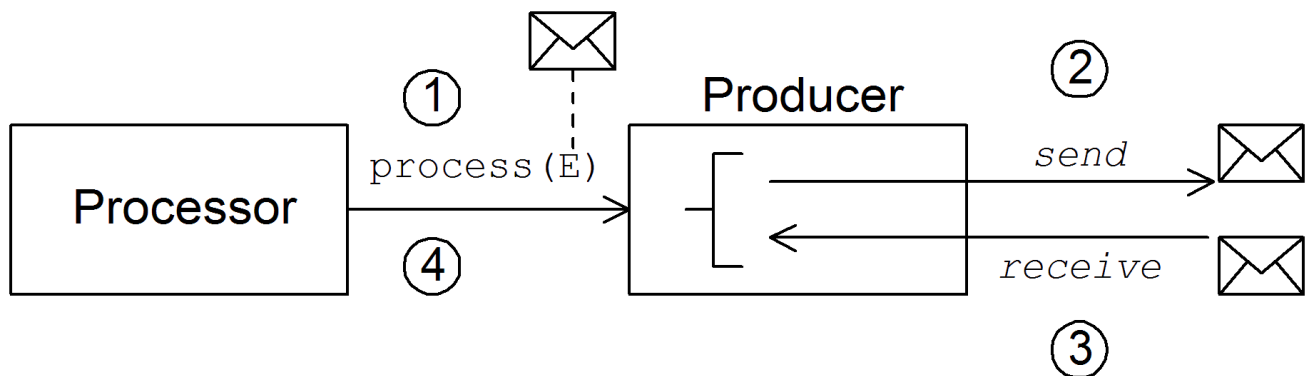 1
2
Producer
process(E)
send
Processor
4
receive
3